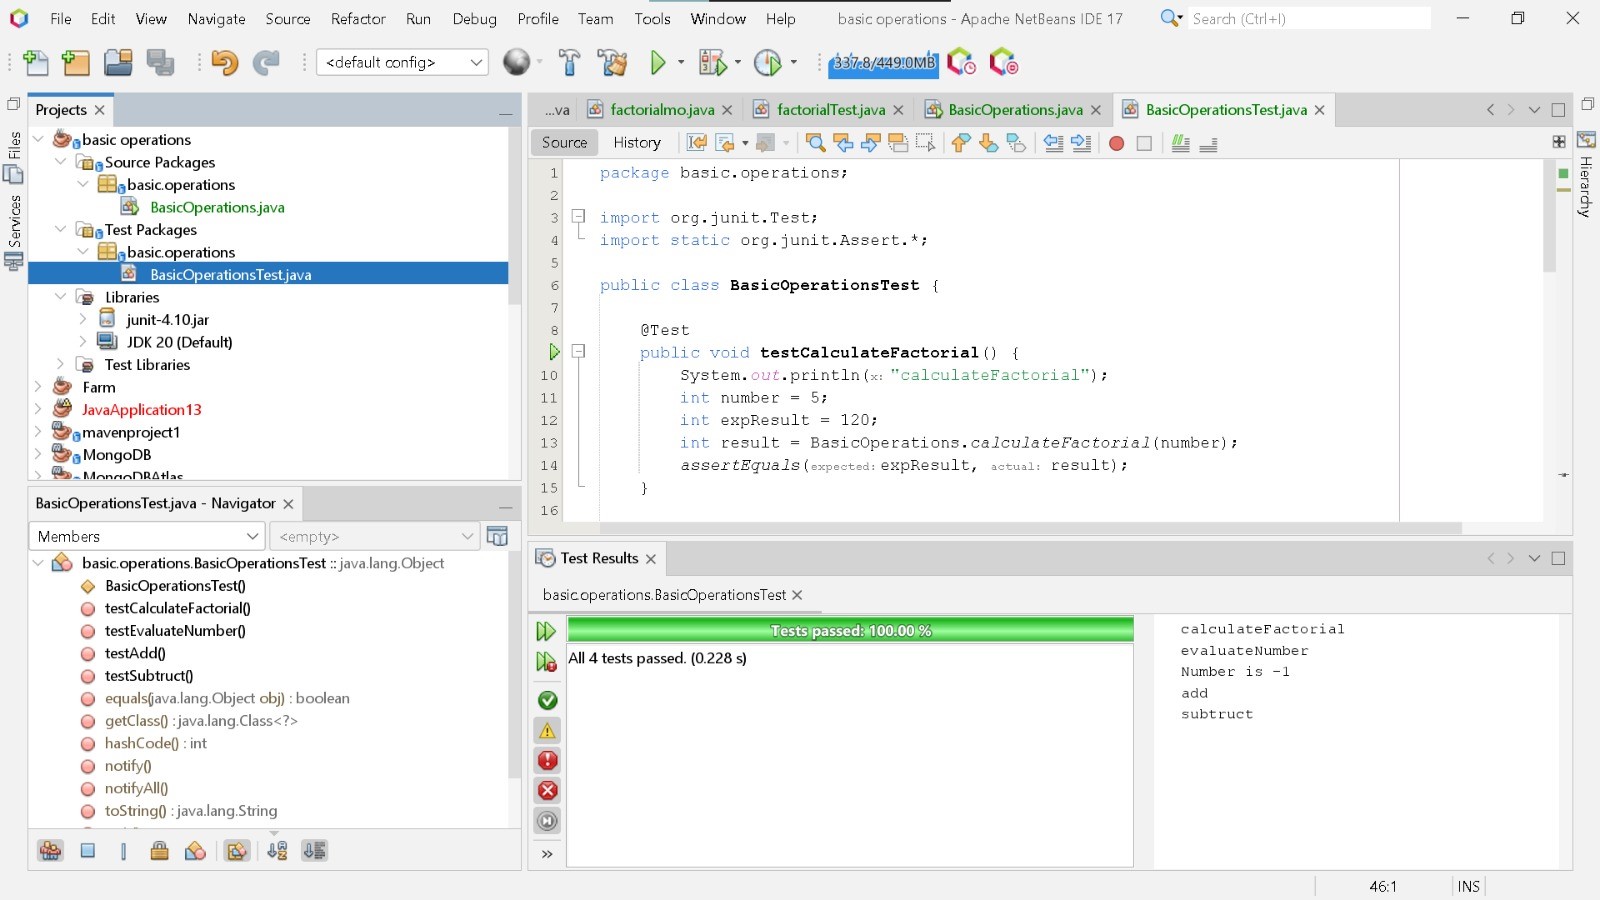 File Edit View Navigate Source Refactor Run Debug Profile Team Tools Window Help basic operations - Apache NetBeans IDE 17 Search (Ctrl+I)
<default config> 337.8/449.0MB
Projects
basic operations
Source Packages
basic.operations
BasicOperations.java
Test Packages
basic.operations
BasicOperationsTest.java
Libraries
junit-4.10.jar
JDK 20 (Default)
Test Libraries
Farm
JavaApplication13
mavenproject1
MongoDB
MongoDBAtlas
Files
Services
BasicOperationsTest.java - Navigator
Members <empty>
basic.operations.BasicOperationsTest :: java.lang.Object
BasicOperationsTest()
testCalculateFactorial()
testEvaluateNumber()
testAdd()
testSubtruct()
equals(java.lang.Object obj) : boolean
getClass() : java.lang.Class<?>
hashCode() : int
notify()
notifyAll()
toString() : java.lang.String
...va factorialmo.java factorialTest.java BasicOperations.java BasicOperationsTest.java
Source History
1 package basic.operations;
2
3 import org.junit.Test;
4 import static org.junit.Assert.*;
5
6 public class BasicOperationsTest {
7
8 @Test
public void testCalculateFactorial() {
10 System.out.println(x: "calculateFactorial");
11 int number = 5;
12 int expResult = 120;
13 int result = BasicOperations.calculateFactorial(number);
14 assertEquals(expected: expResult, actual: result);
15 }
16
Hierarchy
Test Results
basic.operations.BasicOperationsTest
Tests passed: 100.00 %
All 4 tests passed. (0.228 s)
calculateFactorial
evaluateNumber
Number is -1
add
subtruct
46:1 INS